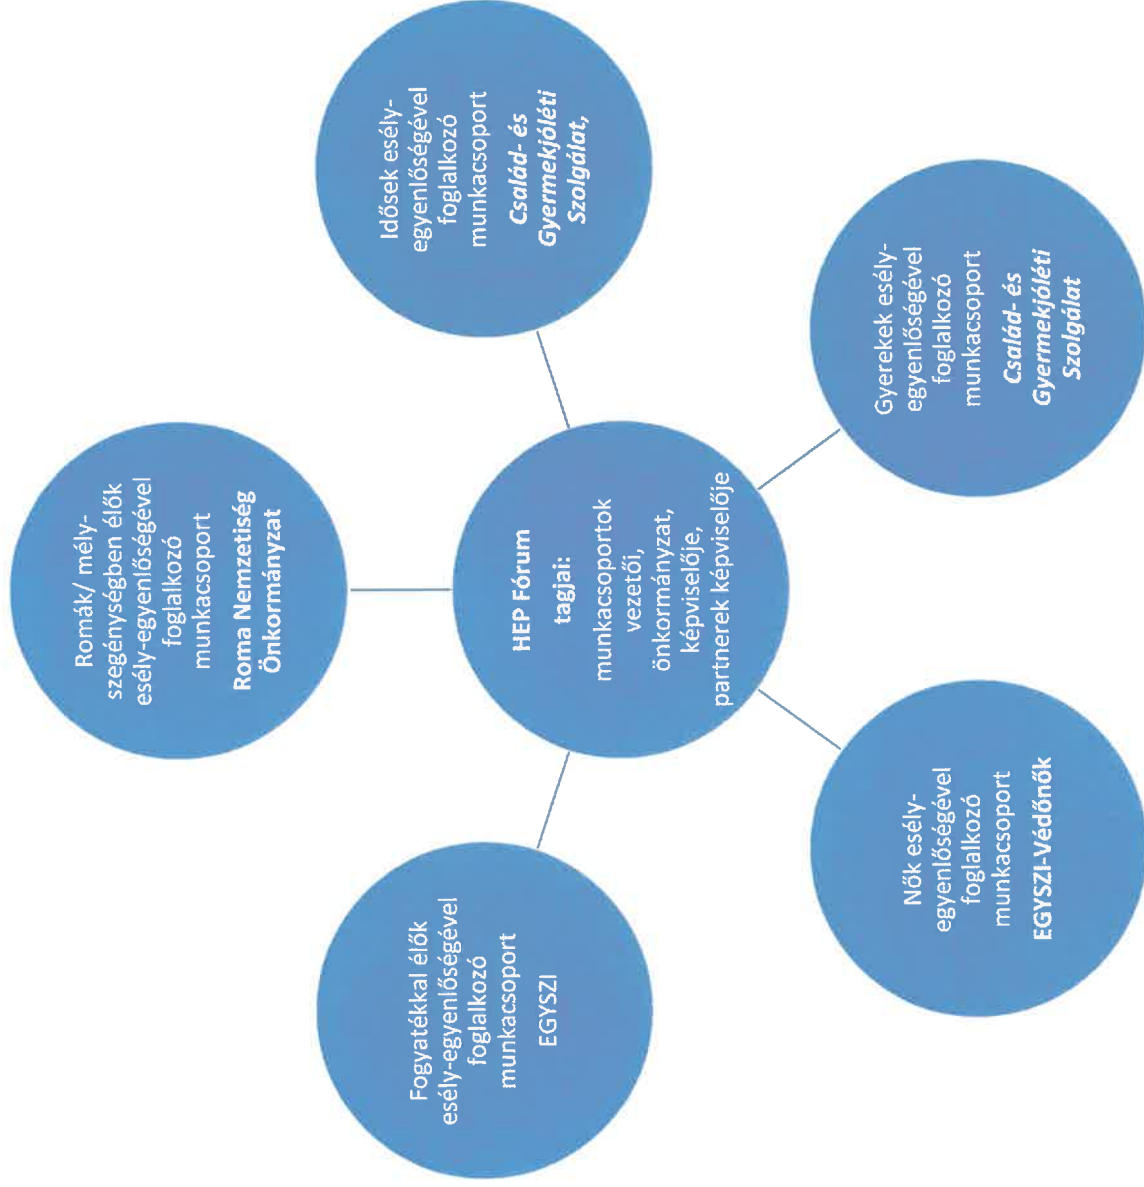 Romák/ mély-
szegénységben élők
esély-egyenlőségével
foglalkozó
munkacsoport
Roma Nemzetiség
Önkormányzat
Idősek esély-
egyenlőségével
foglalkozó
munkacsoport
Család- és
Gyermekjóléti
Szolgálat,
Gyerekek esély-
egyenlőségével
foglalkozó
munkacsoport
Család- és
Gyermekjóléti
Szolgálat
Nők esély-
egyenlőségével
foglalkozó
munkacsoport
EGYSZI-Védőnők
Fogyatékkal élők
esély-egyenlőségével
foglalkozó
munkacsoport
EGYSZI
HEP Fórum
tagjai:
munkacsoportok
vezetői,
önkormányzat,
képviselője,
partnerek képviselője